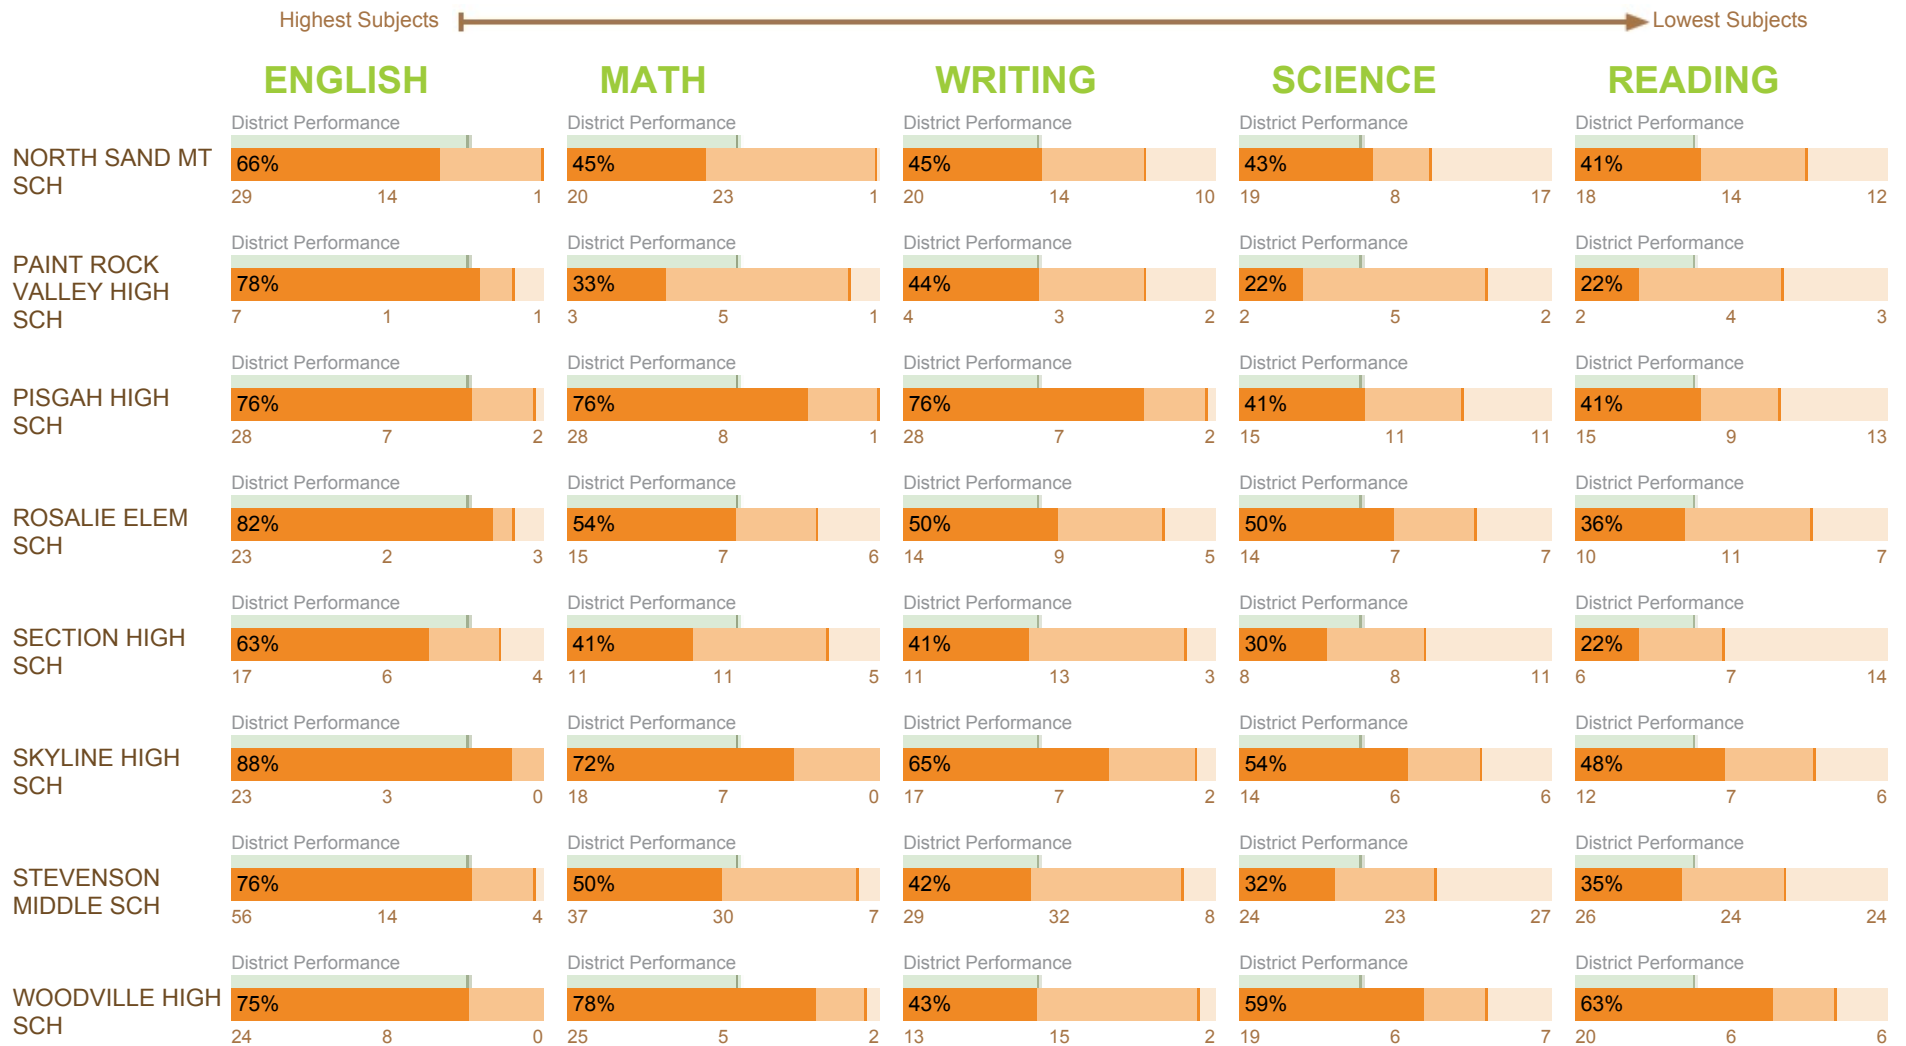 Highest Subjects Lowest Subjects
ENGLISH MATH WRITING SCIENCE READING
District Performance District Performance District Performance District Performance District Performance
NORTH SAND MT
SCH
66% 45% 45% 43% 41%
29 14 1 20 23 1 20 14 10 19 8 17 18 14 12
District Performance District Performance District Performance District Performance District Performance
PAINT ROCK
VALLEY HIGH
SCH
78% 33% 44% 22% 22%
7 1 1 3 5 1 4 3 2 2 5 2 2 4 3
District Performance District Performance District Performance District Performance District Performance
PISGAH HIGH
SCH
76% 76% 76% 41% 41%
28 7 2 28 8 1 28 7 2 15 11 11 15 9 13
District Performance District Performance District Performance District Performance District Performance
ROSALIE ELEM
SCH
82% 54% 50% 50% 36%
23 2 3 15 7 6 14 9 5 14 7 7 10 11 7
District Performance District Performance District Performance District Performance District Performance
SECTION HIGH
SCH
63% 41% 41% 30% 22%
17 6 4 11 11 5 11 13 3 8 8 11 6 7 14
District Performance District Performance District Performance District Performance District Performance
SKYLINE HIGH
SCH
88% 72% 65% 54% 48%
23 3 0 18 7 0 17 7 2 14 6 6 12 7 6
District Performance District Performance District Performance District Performance District Performance
STEVENSON
MIDDLE SCH
76% 50% 42% 32% 35%
56 14 4 37 30 7 29 32 8 24 23 27 26 24 24
District Performance District Performance District Performance District Performance District Performance
WOODVILLE HIGH
SCH
75% 78% 43% 59% 63%
24 8 0 25 5 2 13 15 2 19 6 7 20 6 6